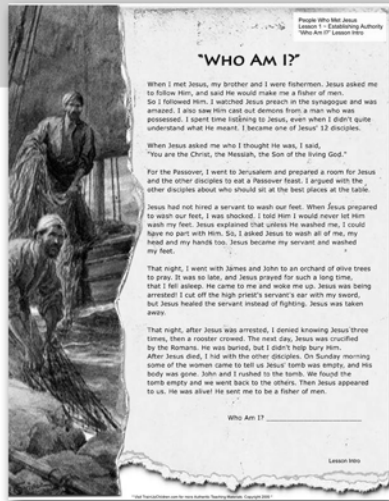 People Who Met Jesus
Lesson 1 – Establishing Authority
"Who Am I?" Lesson Intro
"WHO AM I?"
When I met Jesus, my brother and I were fishermen. Jesus asked me
to follow Him, and said He would make me a fisher of men.
So I followed Him. I watched Jesus preach in the synagogue and was
amazed. I also saw Him cast out demons from a man who was
possessed. I spent time listening to Jesus, even when I didn't quite
understand what He meant. I became one of Jesus' 12 disciples.
When Jesus asked me who I thought He was, I said,
"You are the Christ, the Messiah, the Son of the living God."
For the Passover, I went to Jerusalem and prepared a room for Jesus
and the other disciples to eat a Passover feast. I argued with the
other disciples about who should sit at the best places at the table.
Jesus had not hired a servant to wash our feet. When Jesus prepared
to wash our feet, I was shocked. I told Him I would never let Him
wash my feet. Jesus explained that unless He washed me, I could
have no part with Him. So, I asked Jesus to wash all of me, my
head and my hands too. Jesus became my servant and washed
my feet.
That night, I went with James and John to an orchard of olive trees
to pray. It was so late, and Jesus prayed for such a long time,
that I fell asleep. He came to me and woke me up. Jesus was being
arrested! I cut off the high priest's servant's ear with my sword,
but Jesus healed the servant instead of fighting. Jesus was taken
away.
That night, after Jesus was arrested, I denied knowing Jesus three
times, then a rooster crowed. The next day, Jesus was crucified
by the Romans. He was buried, but I didn't help bury Him.
After Jesus died, I hid with the other disciples. On Sunday morning
some of the women came to tell us Jesus' tomb was empty, and His
body was gone. John and I rushed to the tomb. We found the
tomb empty and we went back to the others. Then Jesus appeared
to us. He was alive! He sent me to be a fisher of men.
Who Am I?
Lesson Intro
* Visit TrainUpChildren.com for more Authentic Teaching Materials. Copyright